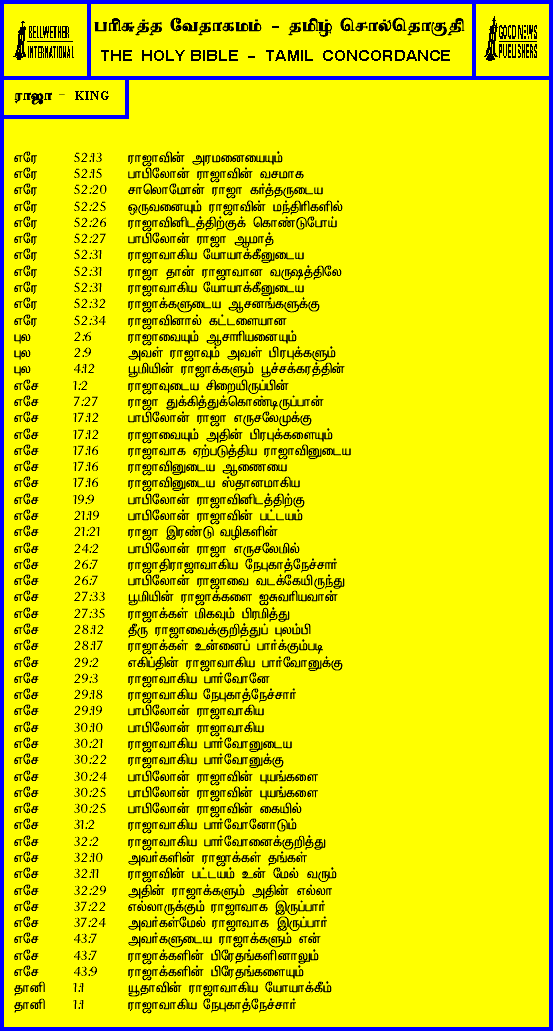 BELLWETHER
INTERNATIONAL
பரிசுத்த வேதாகமம் - தமிழ் சொல்தொகுதி
THE HOLY BIBLE - TAMIL CONCORDANCE
GOOD NEWS
PUBLISHERS
ராஜா - KING
எரே 52:13 ராஜாவின் அரமனையையும்
எரே 52:15 பாபிலோன் ராஜாவின் வசமாக
எரே 52:20 சாலொமோன் ராஜா கர்த்தருடைய
எரே 52:25 ஒருவனையும் ராஜாவின் மந்திரிகளில்
எரே 52:26 ராஜாவினிடத்திற்குக் கொண்டுபோய்
எரே 52:27 பாபிலோன் ராஜா ஆமாத்
எரே 52:31 ராஜாவாகிய யோயாக்கீனுடைய
எரே 52:31 ராஜா தான் ராஜாவான வருஷத்திலே
எரே 52:31 ராஜாவாகிய யோயாக்கீனுடைய
எரே 52:32 ராஜாக்களுடைய ஆசனங்களுக்கு
எரே 52:34 ராஜாவினால் கட்டளையான
புல 2:6 ராஜாவையும் ஆசாரியனையும்
புல 2:9 அவள் ராஜாவும் அவள் பிரபுக்களும்
புல 4:12 பூமியின் ராஜாக்களும் பூச்சக்கரத்தின்
எசே 1:2 ராஜாவுடைய சிறையிருப்பின்
எசே 7:27 ராஜா துக்கித்துக்கொண்டிருப்பான்
எசே 17:12 பாபிலோன் ராஜா எருசலேமுக்கு
எசே 17:12 ராஜாவையும் அதின் பிரபுக்களையும்
எசே 17:16 ராஜாவாக ஏற்படுத்திய ராஜாவினுடைய
எசே 17:16 ராஜாவினுடைய ஆணையை
எசே 17:16 ராஜாவினுடைய ஸ்தானமாகிய
எசே 19:9 பாபிலோன் ராஜாவினிடத்திற்கு
எசே 21:19 பாபிலோன் ராஜாவின் பட்டயம்
எசே 21:21 ராஜா இரண்டு வழிகளின்
எசே 24:2 பாபிலோன் ராஜா எருசலேமில்
எசே 26:7 ராஜாதிராஜாவாகிய நேபுகாத்நேச்சார்
எசே 26:7 பாபிலோன் ராஜாவை வடக்கேயிருந்து
எசே 27:33 பூமியின் ராஜாக்களை ஐசுவரியவான்
எசே 27:35 ராஜாக்கள் மிகவும் பிரமித்து
எசே 28:12 தீரு ராஜாவைக்குறித்துப் புலம்பி
எசே 28:17 ராஜாக்கள் உன்னைப் பார்க்கும்படி
எசே 29:2 எகிப்தின் ராஜாவாகிய பார்வோனுக்கு
எசே 29:3 ராஜாவாகிய பார்வோனே
எசே 29:18 ராஜாவாகிய நேபுகாத்நேச்சார்
எசே 29:19 பாபிலோன் ராஜாவாகிய
எசே 30:10 பாபிலோன் ராஜாவாகிய
எசே 30:21 ராஜாவாகிய பார்வோனுடைய
எசே 30:22 ராஜாவாகிய பார்வோனுக்கு
எசே 30:24 பாபிலோன் ராஜாவின் புயங்களை
எசே 30:25 பாபிலோன் ராஜாவின் புயங்களை
எசே 30:25 பாபிலோன் ராஜாவின் கையில்
எசே 31:2 ராஜாவாகிய பார்வோனோடும்
எசே 32:2 ராஜாவாகிய பார்வோனைக்குறித்து
எசே 32:10 அவர்களின் ராஜாக்கள் தங்கள்
எசே 32:11 ராஜாவின் பட்டயம் உன் மேல் வரும்
எசே 32:29 அதின் ராஜாக்களும் அதின் எல்லா
எசே 37:22 எல்லாருக்கும் ராஜாவாக இருப்பார்
எசே 37:24 அவர்கள்மேல் ராஜாவாக இருப்பார்
எசே 43:7 அவர்களுடைய ராஜாக்களும் என்
எசே 43:7 ராஜாக்களின் பிரேதங்களினாலும்
எசே 43:9 ராஜாக்களின் பிரேதங்களையும்
தானி 1:1 யூதாவின் ராஜாவாகிய யோயாக்கீம்
தானி 1:1 ராஜாவாகிய நேபுகாத்நேச்சார்